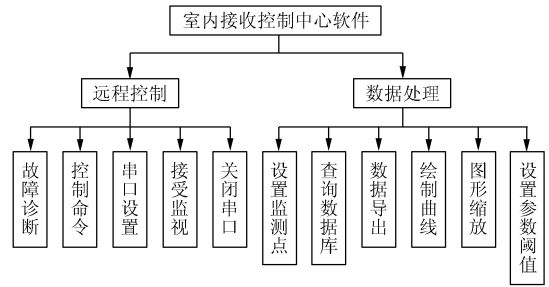 室内接收控制中心软件
远程控制
数据处理
故障诊断
控制命令
串口设置
接受监视
关闭串口
设置监测点
查询数据库
数据导出
绘制曲线
图形缩放
设置参数阈值